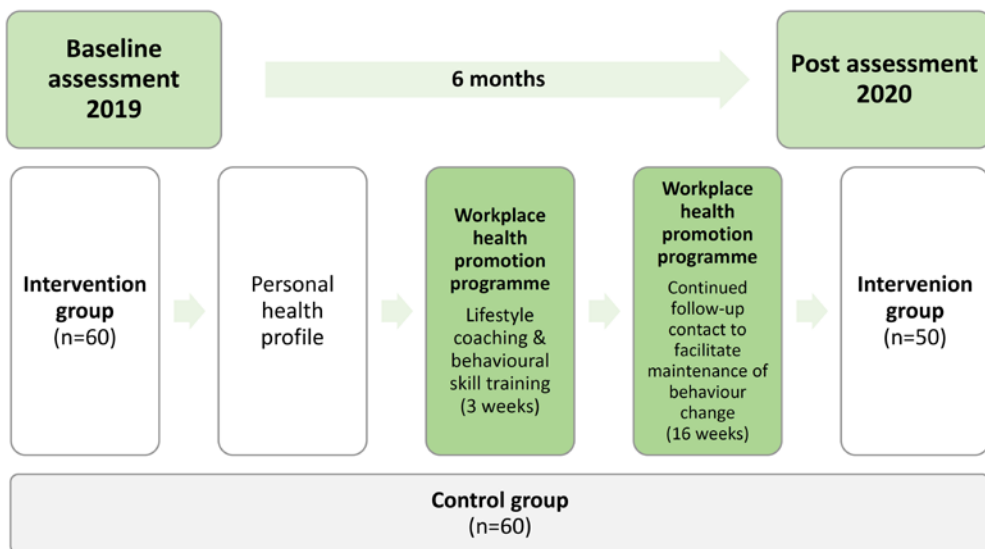 Baseline
assessment
2019
6 months
Post assessment
2020
Intervention
group
(n=60)
Personal
health
profile
Workplace
health
promotion
programme
Lifestyle
coaching &
behavioural
skill training
(3 weeks)
Workplace
health
promotion
programme
Continued
follow-up
contact to
facilitate
maintenance of
behaviour
change
(16 weeks)
Intervenion
group
(n=50)
Control group
(n=60)